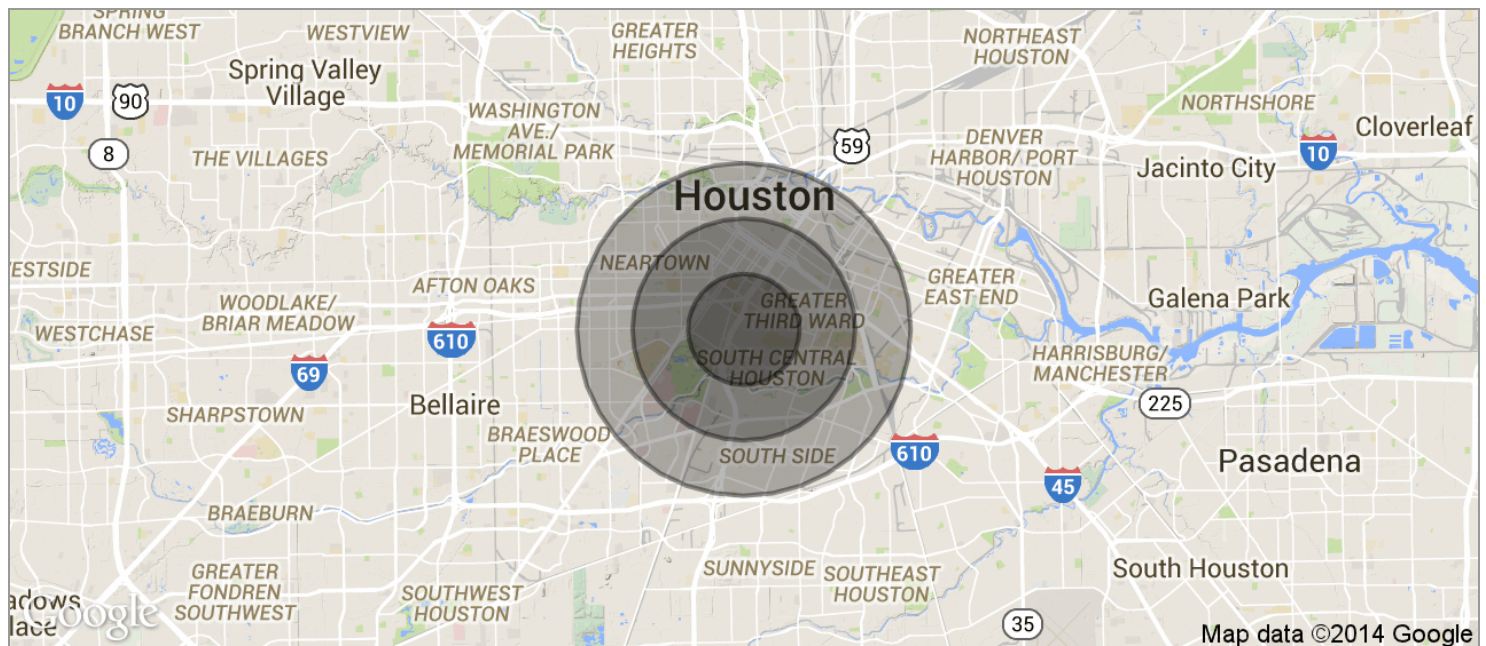 SPRING
BRANCH WEST
WESTVIEW
GREATER
HEIGHTS
NORTHEAST
HOUSTON
Spring Valley
Village
10
90
WASHINGTON
AVE./
MEMORIAL PARK
NORTHSHORE
Cloverleaf
8
THE VILLAGES
59
DENVER
HARBOR/ PORT
HOUSTON
10
Jacinto City
Houston
ESTSIDE
NEARTOWN
AFTON OAKS
GREATER
EAST END
WOODLAKE/
BRIAR MEADOW
GREATER
THIRD WARD
Galena Park
WESTCHASE
610
69
SOUTH CENTRAL
HOUSTON
HARRISBURG/
MANCHESTER
225
SHARPSTOWN
Bellaire
BRAESWOOD
PLACE
SOUTH SIDE
610
Pasadena
45
BRAEBURN
GREATER
FONDREN
SOUTHWEST
SOUTHWEST
HOUSTON
SUNNYSIDE
SOUTHEAST
HOUSTON
South Houston
adows
lace
Google
35
Map data ©2014 Google